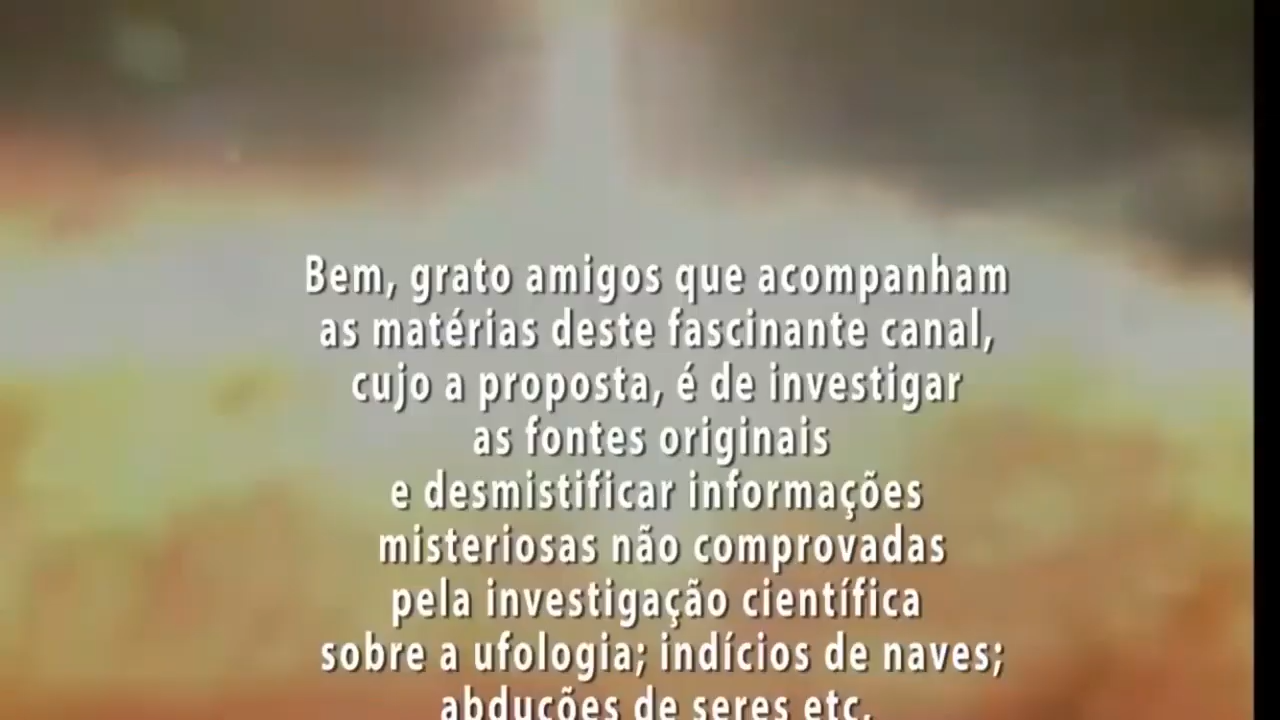 Bem, grato amigos que acompanham
as matérias deste fascinante canal,
cujo a proposta, é de investigar
as fontes originais
e desmistificar informações
misteriosas não comprovadas
pela investigação científica
sobre a ufologia; indícios de naves;
abduções de seres etc.